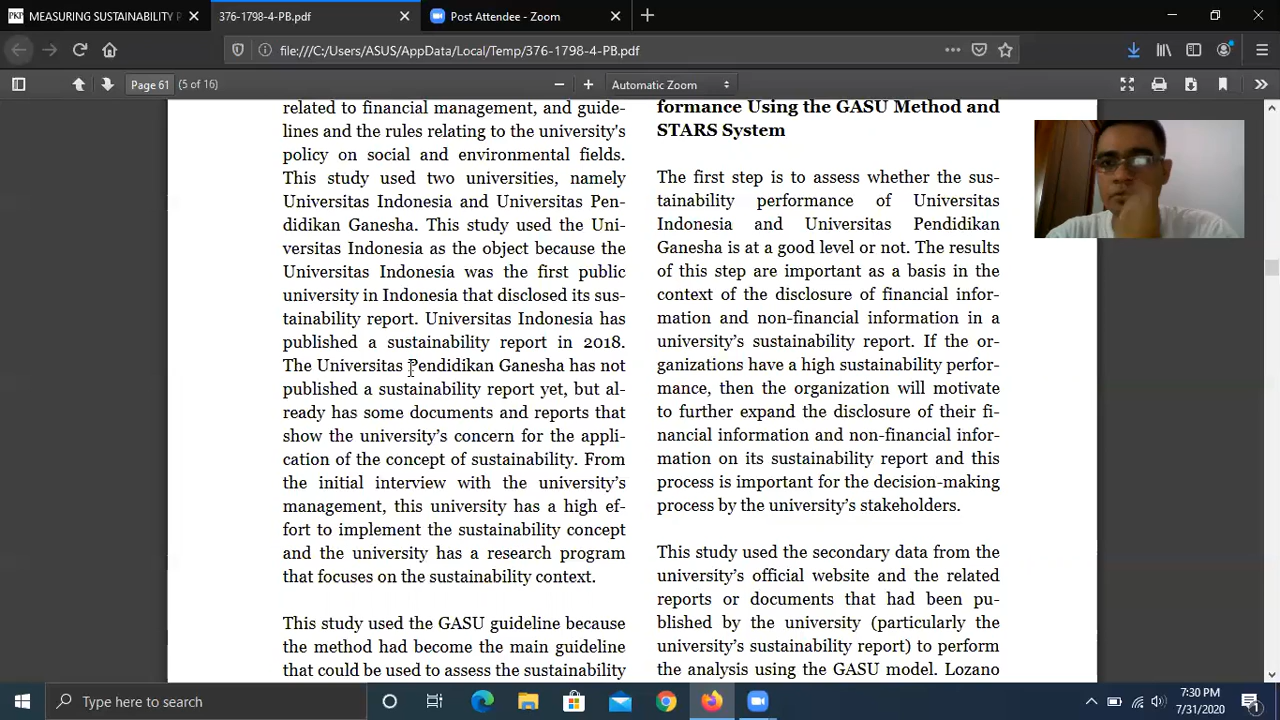 MEASURING SUSTAINABILITY P
376-1798-4-PB.pdf
Post Attendee - Zoom
file:///C:/Users/ASUS/AppData/Local/Temp/376-1798-4-PB.pdf
Page 61 (5 of 16)
Automatic Zoom
related to financial management, and guide-
lines and the rules relating to the university's
policy on social and environmental fields.
This study used two universities, namely
Universitas Indonesia and Universitas Pen-
didikan Ganesha. This study used the Uni-
versitas Indonesia as the object because the
Universitas Indonesia was the first public
university in Indonesia that disclosed its sus-
tainability report. Universitas Indonesia has
published a sustainability report in 2018.
The Universitas Pendidikan Ganesha has not
published a sustainability report yet, but al-
ready has some documents and reports that
show the university's concern for the appli-
cation of the concept of sustainability. From
the initial interview with the university's
management, this university has a high ef-
fort to implement the sustainability concept
and the university has a research program
that focuses on the sustainability context.
This study used the GASU guideline because
the method had become the main guideline
that could be used to assess the sustainability
formance Using the GASU Method and
STARS System
The first step is to assess whether the sus-
tainability performance of Universitas
Indonesia and Universitas Pendidikan
Ganesha is at a good level or not. The results
of this step are important as a basis in the
context of the disclosure of financial infor-
mation and non-financial information in a
university's sustainability report. If the or-
ganizations have a high sustainability perfor-
mance, then the organization will motivate
to further expand the disclosure of their fi-
nancial information and non-financial infor-
mation on its sustainability report and this
process is important for the decision-making
process by the university's stakeholders.
This study used the secondary data from the
university's official website and the related
reports or documents that had been pu-
blished by the university (particularly the
university's sustainability report) to perform
the analysis using the GASU model. Lozano
Type here to search
7:30 PM
7/31/2020